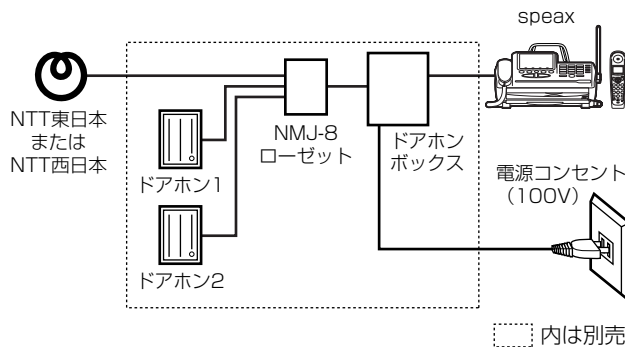 speax
NTT東日本
または
NTT西日本
NMJ-8
ローゼット
ドアホン
ボックス
ドアホン1
電源コンセント
（100V）
ドアホン2
内は別売